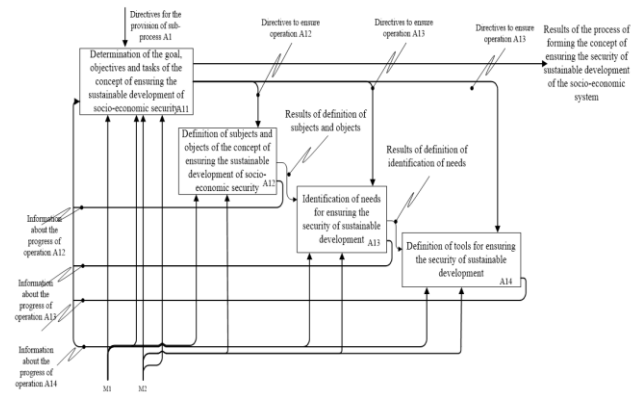 Directives for the
provision of sub-
process A1
Directives to ensure
operation A12
Directives to ensure
operation A13
Directives to ensure
operation A13
Results of the process of
forming the concept of
ensuring the security of
sustainable development
of the socio-economic
system
Determination of the goal,
objectives and tasks of the
concept of ensuring the
sustainable development of
socio-economic security
A11
Definition of subjects and
objects of the concept of
ensuring the sustainable
development of socio-
economic security
A12
Results of definition of
subjects and objects
Results of definition of
identification of needs
Identification of needs
for ensuring the
security of sustainable
development
A13
Definition of tools for ensuring
the security of sustainable
development
A14
Information
about the
progress of
operation A12
Information
about the
progress of
operation A13
Information
about the
progress of
operation A14
M1
M2